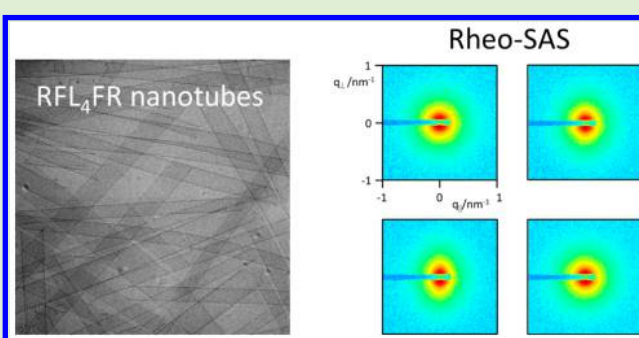 Rheo-SAS
RFL₄FR nanotubes
q⊥/nm⁻¹
1
0
-1
-1
0
1
q∥/nm⁻¹